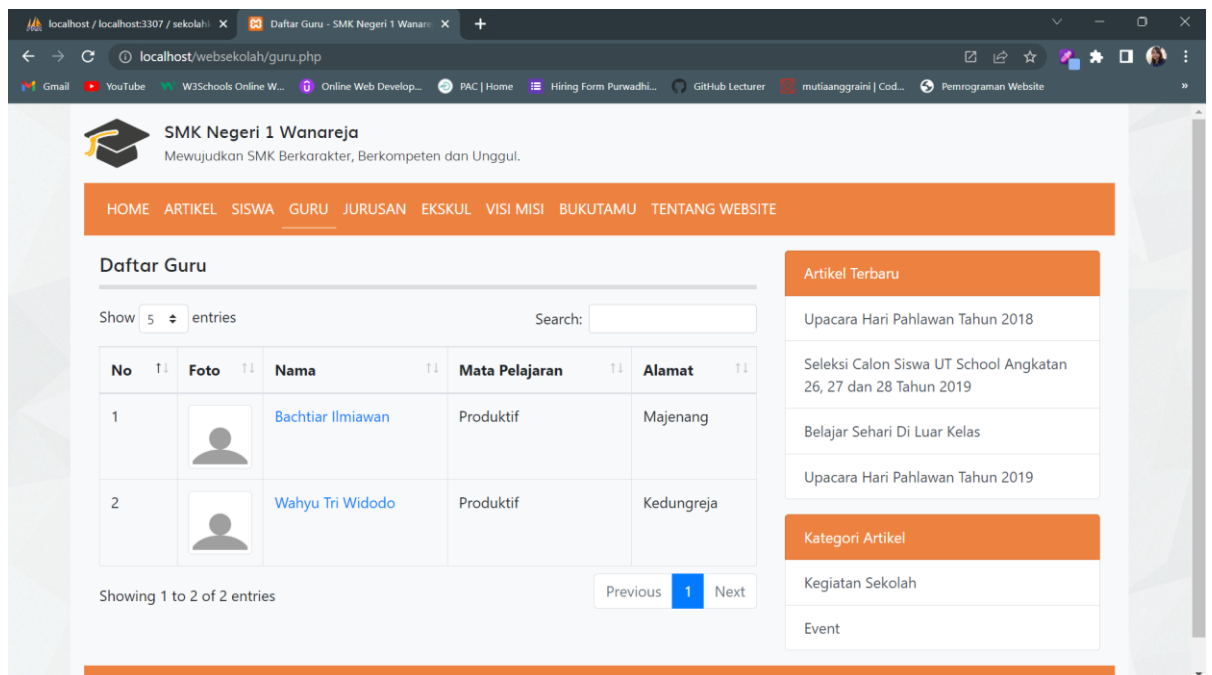 localhost / localhost:3307 / sekolah
Daftar Guru - SMK Negeri 1 Wanare
localhost/websekolah/guru.php
Gmail YouTube W3Schools Online W... Online Web Develop... PAC | Home Hiring Form Purwadhi... GitHub Lecturer mutiaanggraini | Cod... Pemrograman Website »
SMK Negeri 1 Wanareja
Mewujudkan SMK Berkarakter, Berkompeten dan Unggul.
HOME ARTIKEL SISWA GURU JURUSAN EKSKUL VISI MISI BUKUTAMU TENTANG WEBSITE
Daftar Guru
Show 5 entries Search:
No Foto Nama Mata Pelajaran Alamat
1 Bachtiar Ilmiawan Produktif Majenang
2 Wahyu Tri Widodo Produktif Kedungreja
Showing 1 to 2 of 2 entries Previous 1 Next
Artikel Terbaru
Upacara Hari Pahlawan Tahun 2018
Seleksi Calon Siswa UT School Angkatan
26, 27 dan 28 Tahun 2019
Belajar Sehari Di Luar Kelas
Upacara Hari Pahlawan Tahun 2019
Kategori Artikel
Kegiatan Sekolah
Event